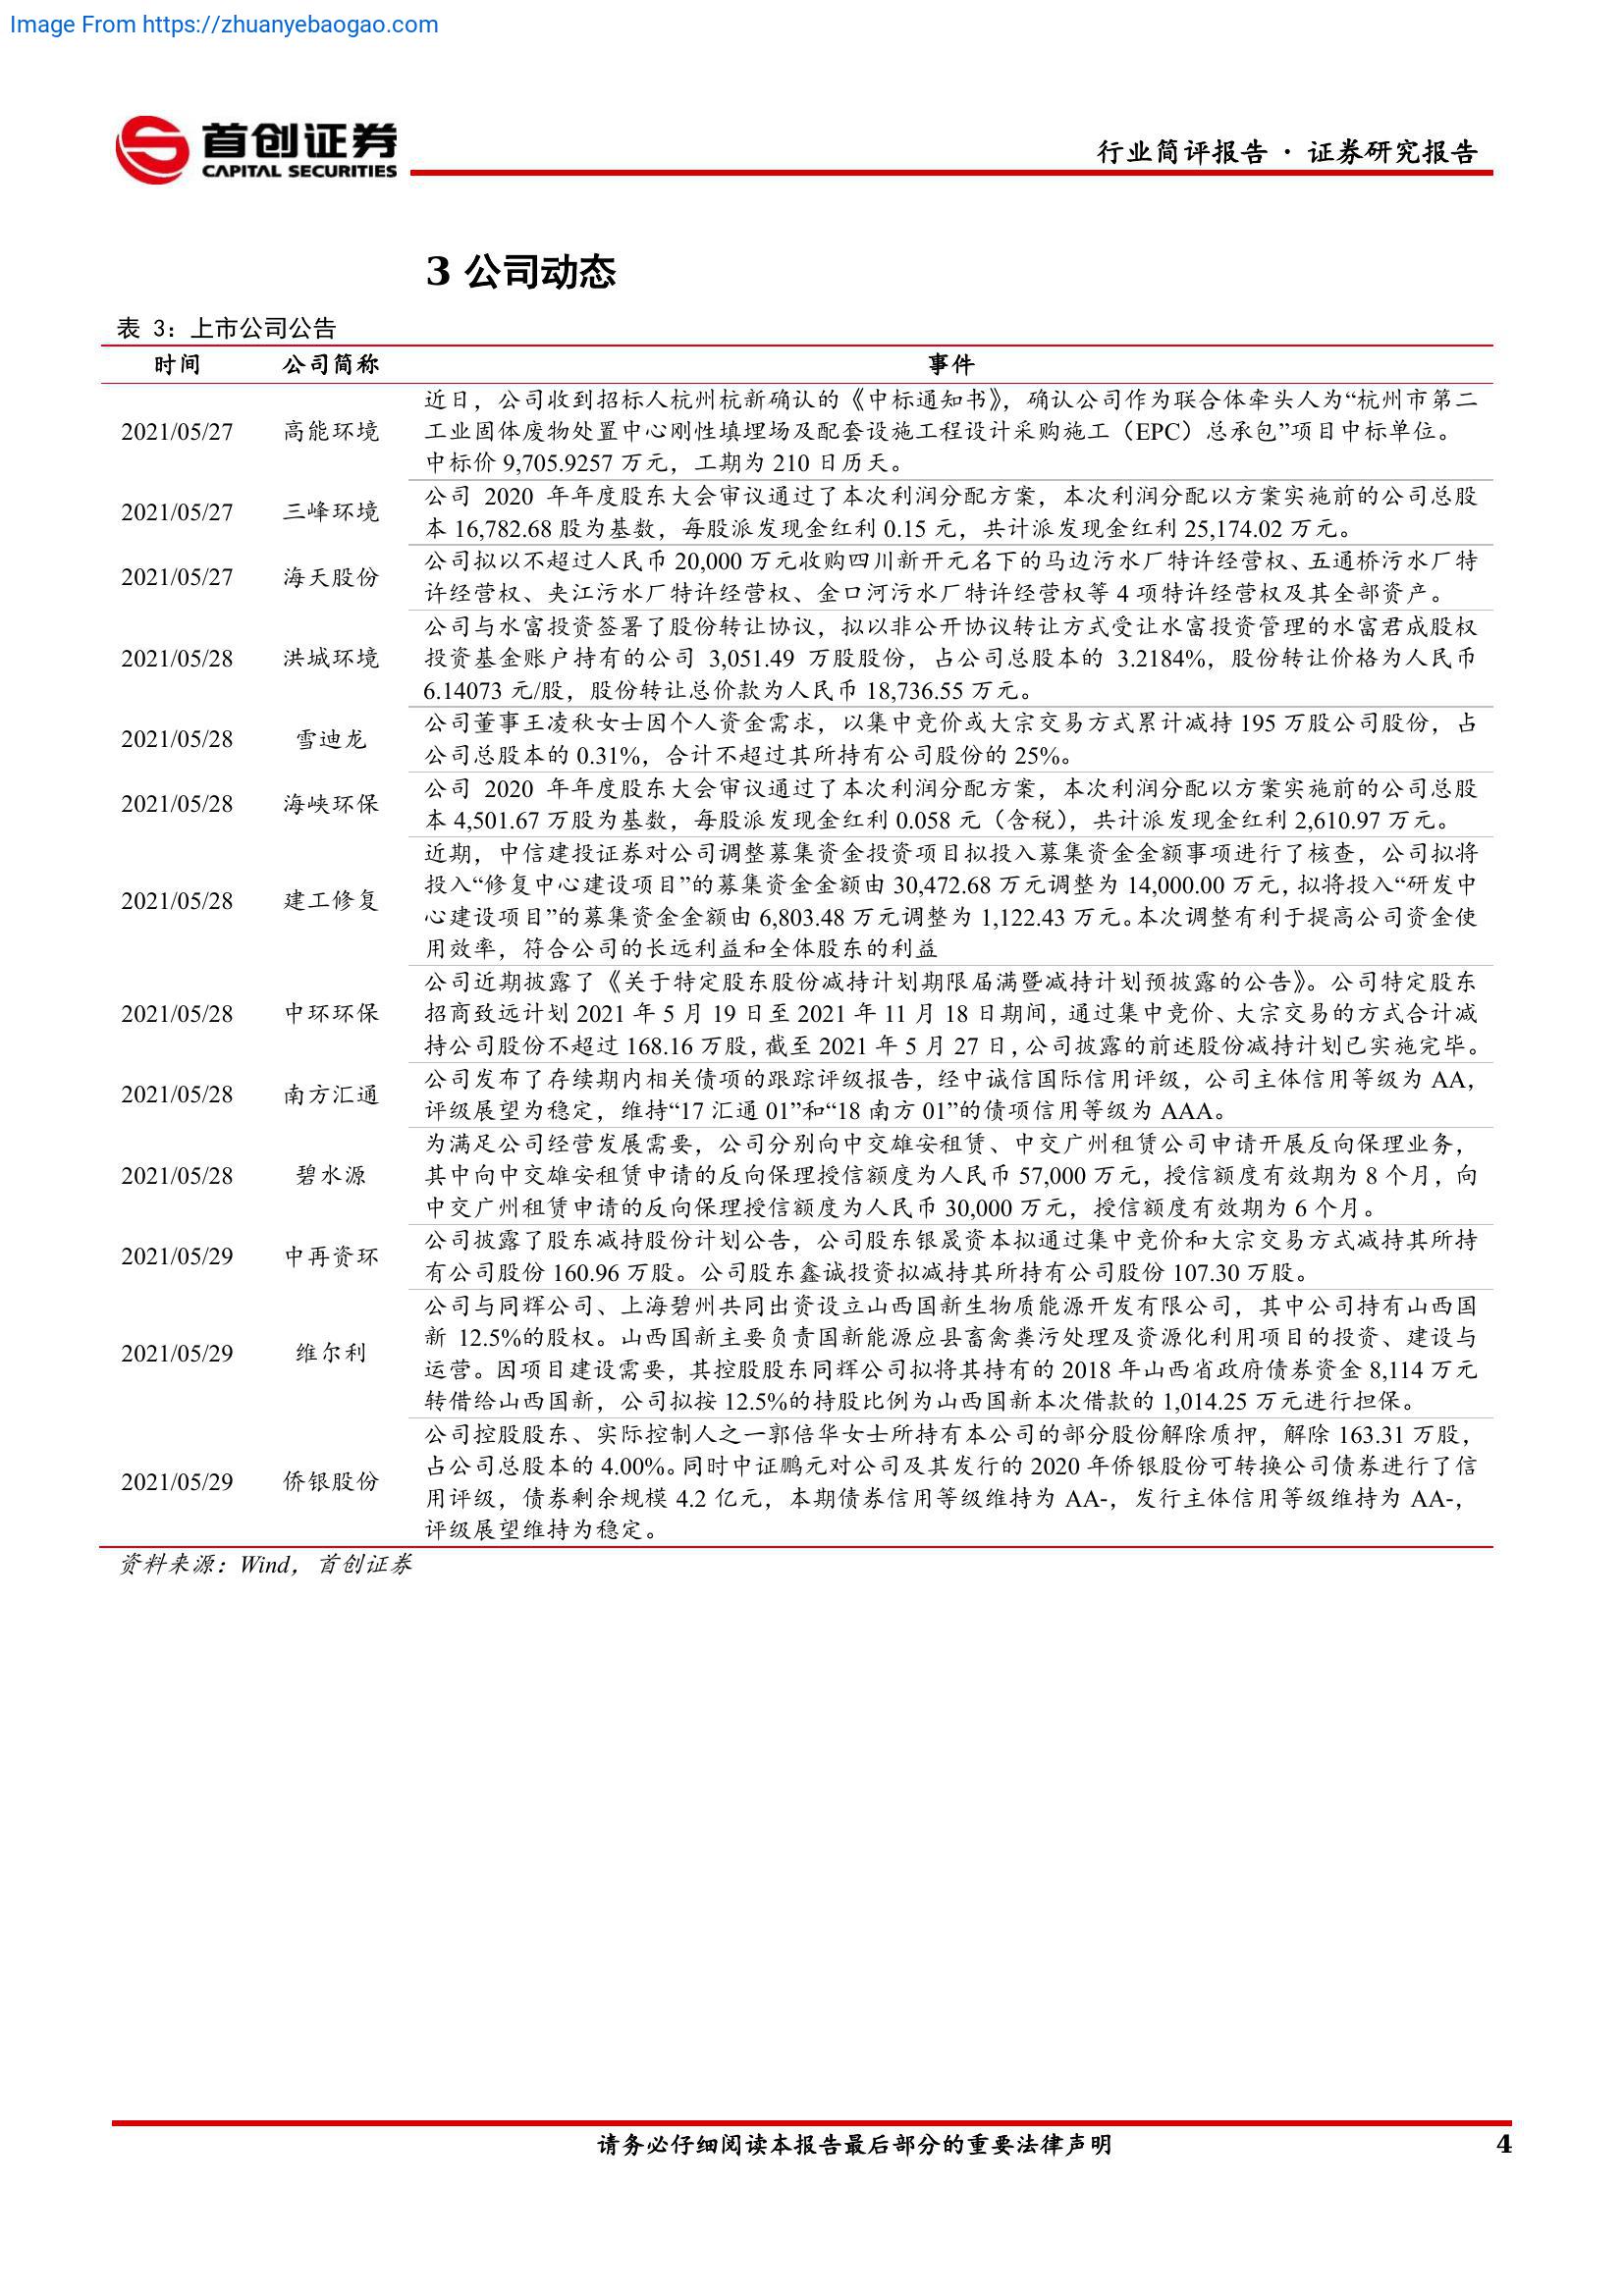 Image From https://zhuanyebaogao.com
首创证券
CAPITAL SECURITIES
行业简评报告 · 证券研究报告
3 公司动态
表 3：上市公司公告
时间 公司简称 事件
近日，公司收到招标人杭州杭新确认的《中标通知书》，确认公司作为联合体牵头人为“杭州市第二
2021/05/27 高能环境 工业固体废物处置中心刚性填埋场及配套设施工程设计采购施工（EPC）总承包”项目中标单位。
中标价 9,705.9257 万元，工期为 210 日历天。
2021/05/27 三峰环境 公司 2020 年年度股东大会审议通过了本次利润分配方案，本次利润分配以方案实施前的公司总股
本 16,782.68 股为基数，每股派发现金红利 0.15 元，共计派发现金红利 25,174.02 万元。
2021/05/27 海天股份 公司拟以不超过人民币 20,000 万元收购四川新开元名下的马边污水厂特许经营权、五通桥污水厂特
许经营权、夹江污水厂特许经营权、金口河污水厂特许经营权等 4 项特许经营权及其全部资产。
公司与水富投资签署了股份转让协议，拟以非公开协议转让方式受让水富投资管理的水富君成股权
2021/05/28 洪城环境 投资基金账户持有的公司 3,051.49 万股股份，占公司总股本的 3.2184%，股份转让价格为人民币
6.14073 元/股，股份转让总价款为人民币 18,736.55 万元。
2021/05/28 雪迪龙 公司董事王凌秋女士因个人资金需求，以集中竞价或大宗交易方式累计减持 195 万股公司股份，占
公司总股本的 0.31%，合计不超过其所持有公司股份的 25%。
2021/05/28 海峡环保 公司 2020 年年度股东大会审议通过了本次利润分配方案，本次利润分配以方案实施前的公司总股
本 4,501.67 万股为基数，每股派发现金红利 0.058 元（含税），共计派发现金红利 2,610.97 万元。
近期，中信建投证券对公司调整募集资金投资项目拟投入募集资金金额事项进行了核查，公司拟将
2021/05/28 建工修复 投入“修复中心建设项目”的募集资金金额由 30,472.68 万元调整为 14,000.00 万元，拟将投入“研发中
心建设项目”的募集资金金额由 6,803.48 万元调整为 1,122.43 万元。本次调整有利于提高公司资金使
用效率，符合公司的长远利益和全体股东的利益
公司近期披露了《关于特定股东股份减持计划期限届满暨减持计划预披露的公告》。公司特定股东
2021/05/28 中环环保 招商致远计划 2021 年 5 月 19 日至 2021 年 11 月 18 日期间，通过集中竞价、大宗交易的方式合计减
持公司股份不超过 168.16 万股，截至 2021 年 5 月 27 日，公司披露的前述股份减持计划已实施完毕。
2021/05/28 南方汇通 公司发布了存续期内相关债项的跟踪评级报告，经中诚信国际信用评级，公司主体信用等级为 AA，
评级展望为稳定，维持“17 汇通 01”和“18 南方 01”的债项信用等级为 AAA。
为满足公司经营发展需要，公司分别向中交雄安租赁、中交广州租赁公司申请开展反向保理业务，
2021/05/28 碧水源 其中向中交雄安租赁申请的反向保理授信额度为人民币 57,000 万元，授信额度有效期为 8 个月，向
中交广州租赁申请的反向保理授信额度为人民币 30,000 万元，授信额度有效期为 6 个月。
2021/05/29 中再资环 公司披露了股东减持股份计划公告，公司股东银晟资本拟通过集中竞价和大宗交易方式减持其所持
有公司股份 160.96 万股。公司股东鑫诚投资拟减持其所持有公司股份 107.30 万股。
公司与同辉公司、上海碧州共同出资设立山西国新生物质能源开发有限公司，其中公司持有山西国
2021/05/29 维尔利 新 12.5%的股权。山西国新主要负责国新能源应县畜禽粪污处理及资源化利用项目的投资、建设与
运营。因项目建设需要，其控股股东同辉公司拟将其持有的 2018 年山西省政府债券资金 8,114 万元
转借给山西国新，公司拟按 12.5%的持股比例为山西国新本次借款的 1,014.25 万元进行担保。
公司控股股东、实际控制人之一郭倍华女士所持有本公司的部分股份解除质押，解除 163.31 万股，
2021/05/29 侨银股份 占公司总股本的 4.00%。同时中证鹏元对公司及其发行的 2020 年侨银股份可转换公司债券进行了信
用评级，债券剩余规模 4.2 亿元，本期债券信用等级维持为 AA-，发行主体信用等级维持为 AA-，
评级展望维持为稳定。
资料来源：Wind，首创证券
请务必仔细阅读本报告最后部分的重要法律声明 4